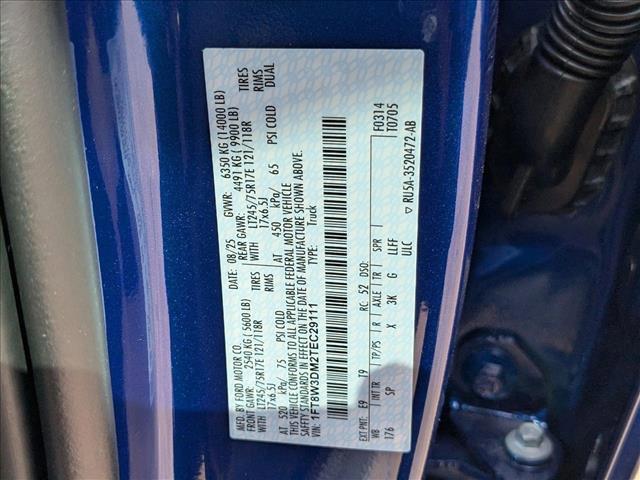 MFD. BY FORD MOTOR CO.
DATE: 08/25 GVWR: 6350 KG (14000 LB)
FRONT GAWR: 2540 KG (5600 LB) REAR GAWR: 4491 KG (9900 LB)
WITH LT245/75R17E 121/118R TIRES WITH LT245/75R17E 121/118R TIRES
17x6.5J RIMS 17x6.5J RIMS
AT 520 kPa/ 75 PSI COLD AT 450 kPa/ 65 PSI COLD DUAL
THIS VEHICLE CONFORMS TO ALL APPLICABLE FEDERAL MOTOR VEHICLE
SAFETY STANDARDS IN EFFECT ON THE DATE OF MANUFACTURE SHOWN ABOVE.
VIN: 1FT8W3DM2TEC29111 TYPE: Truck
F0314
T0705
EXT PNT: E9 T9 RC: 52 DSO:
WB INT TR TP/PS R AXLE TR SPR
176 SP X 3K G LLFF
ULC
▽ RU5A-3520472-AB